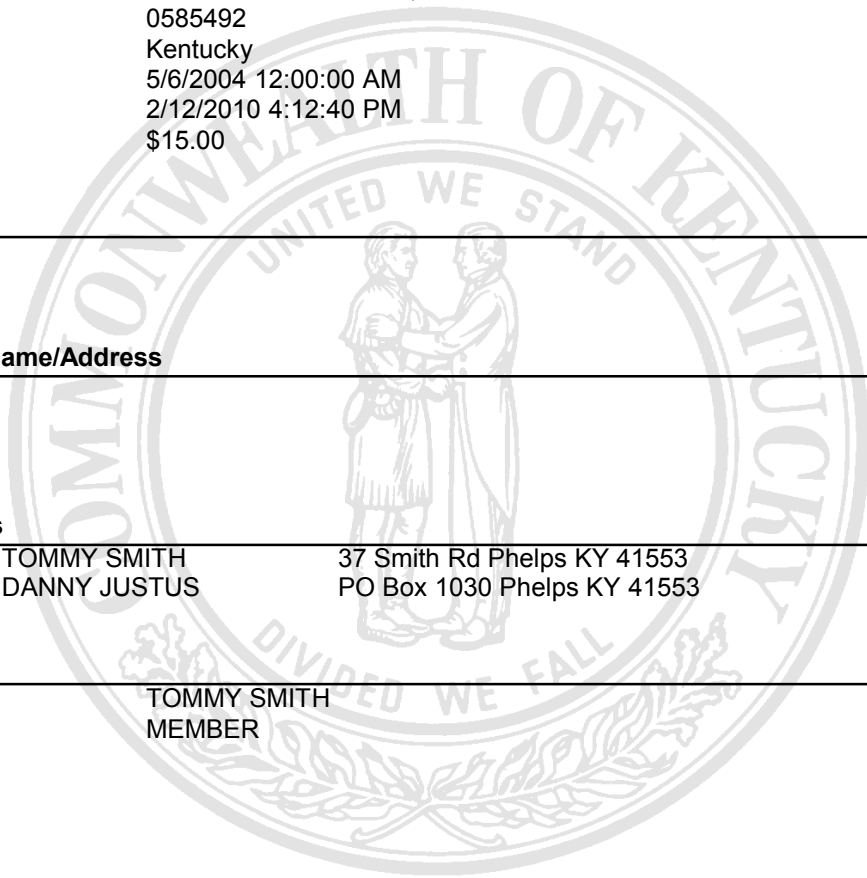 0585492
Kentucky
5/6/2004 12:00:00 AM
2/12/2010 4:12:40 PM
$15.00
COMMONWEALTH OF KENTUCKY
UNITED WE STAND
ame/Address
s
TOMMY SMITH 37 Smith Rd Phelps KY 41553
DANNY JUSTUS PO Box 1030 Phelps KY 41553
DIVIDED WE FALL
TOMMY SMITH
MEMBER